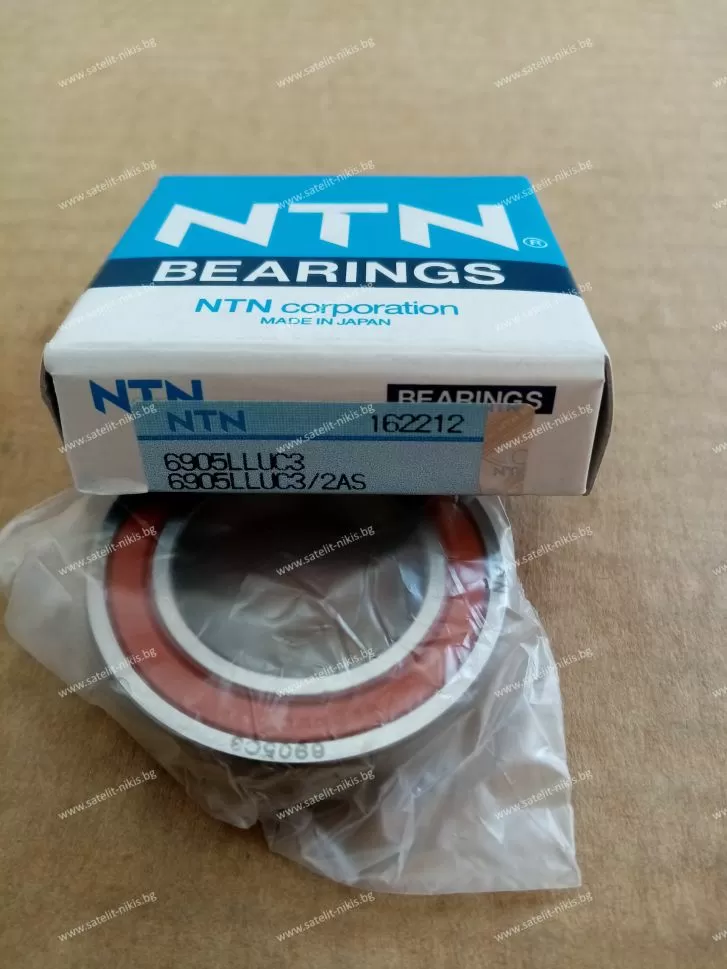 NTN®
BEARINGS
NTN corporation
MADE IN JAPAN
NTN BEARINGS
NTN 162212
6905LLUC3
6905LLUC3/2AS
NTN
6905C3
www.satelit-nikis.bg